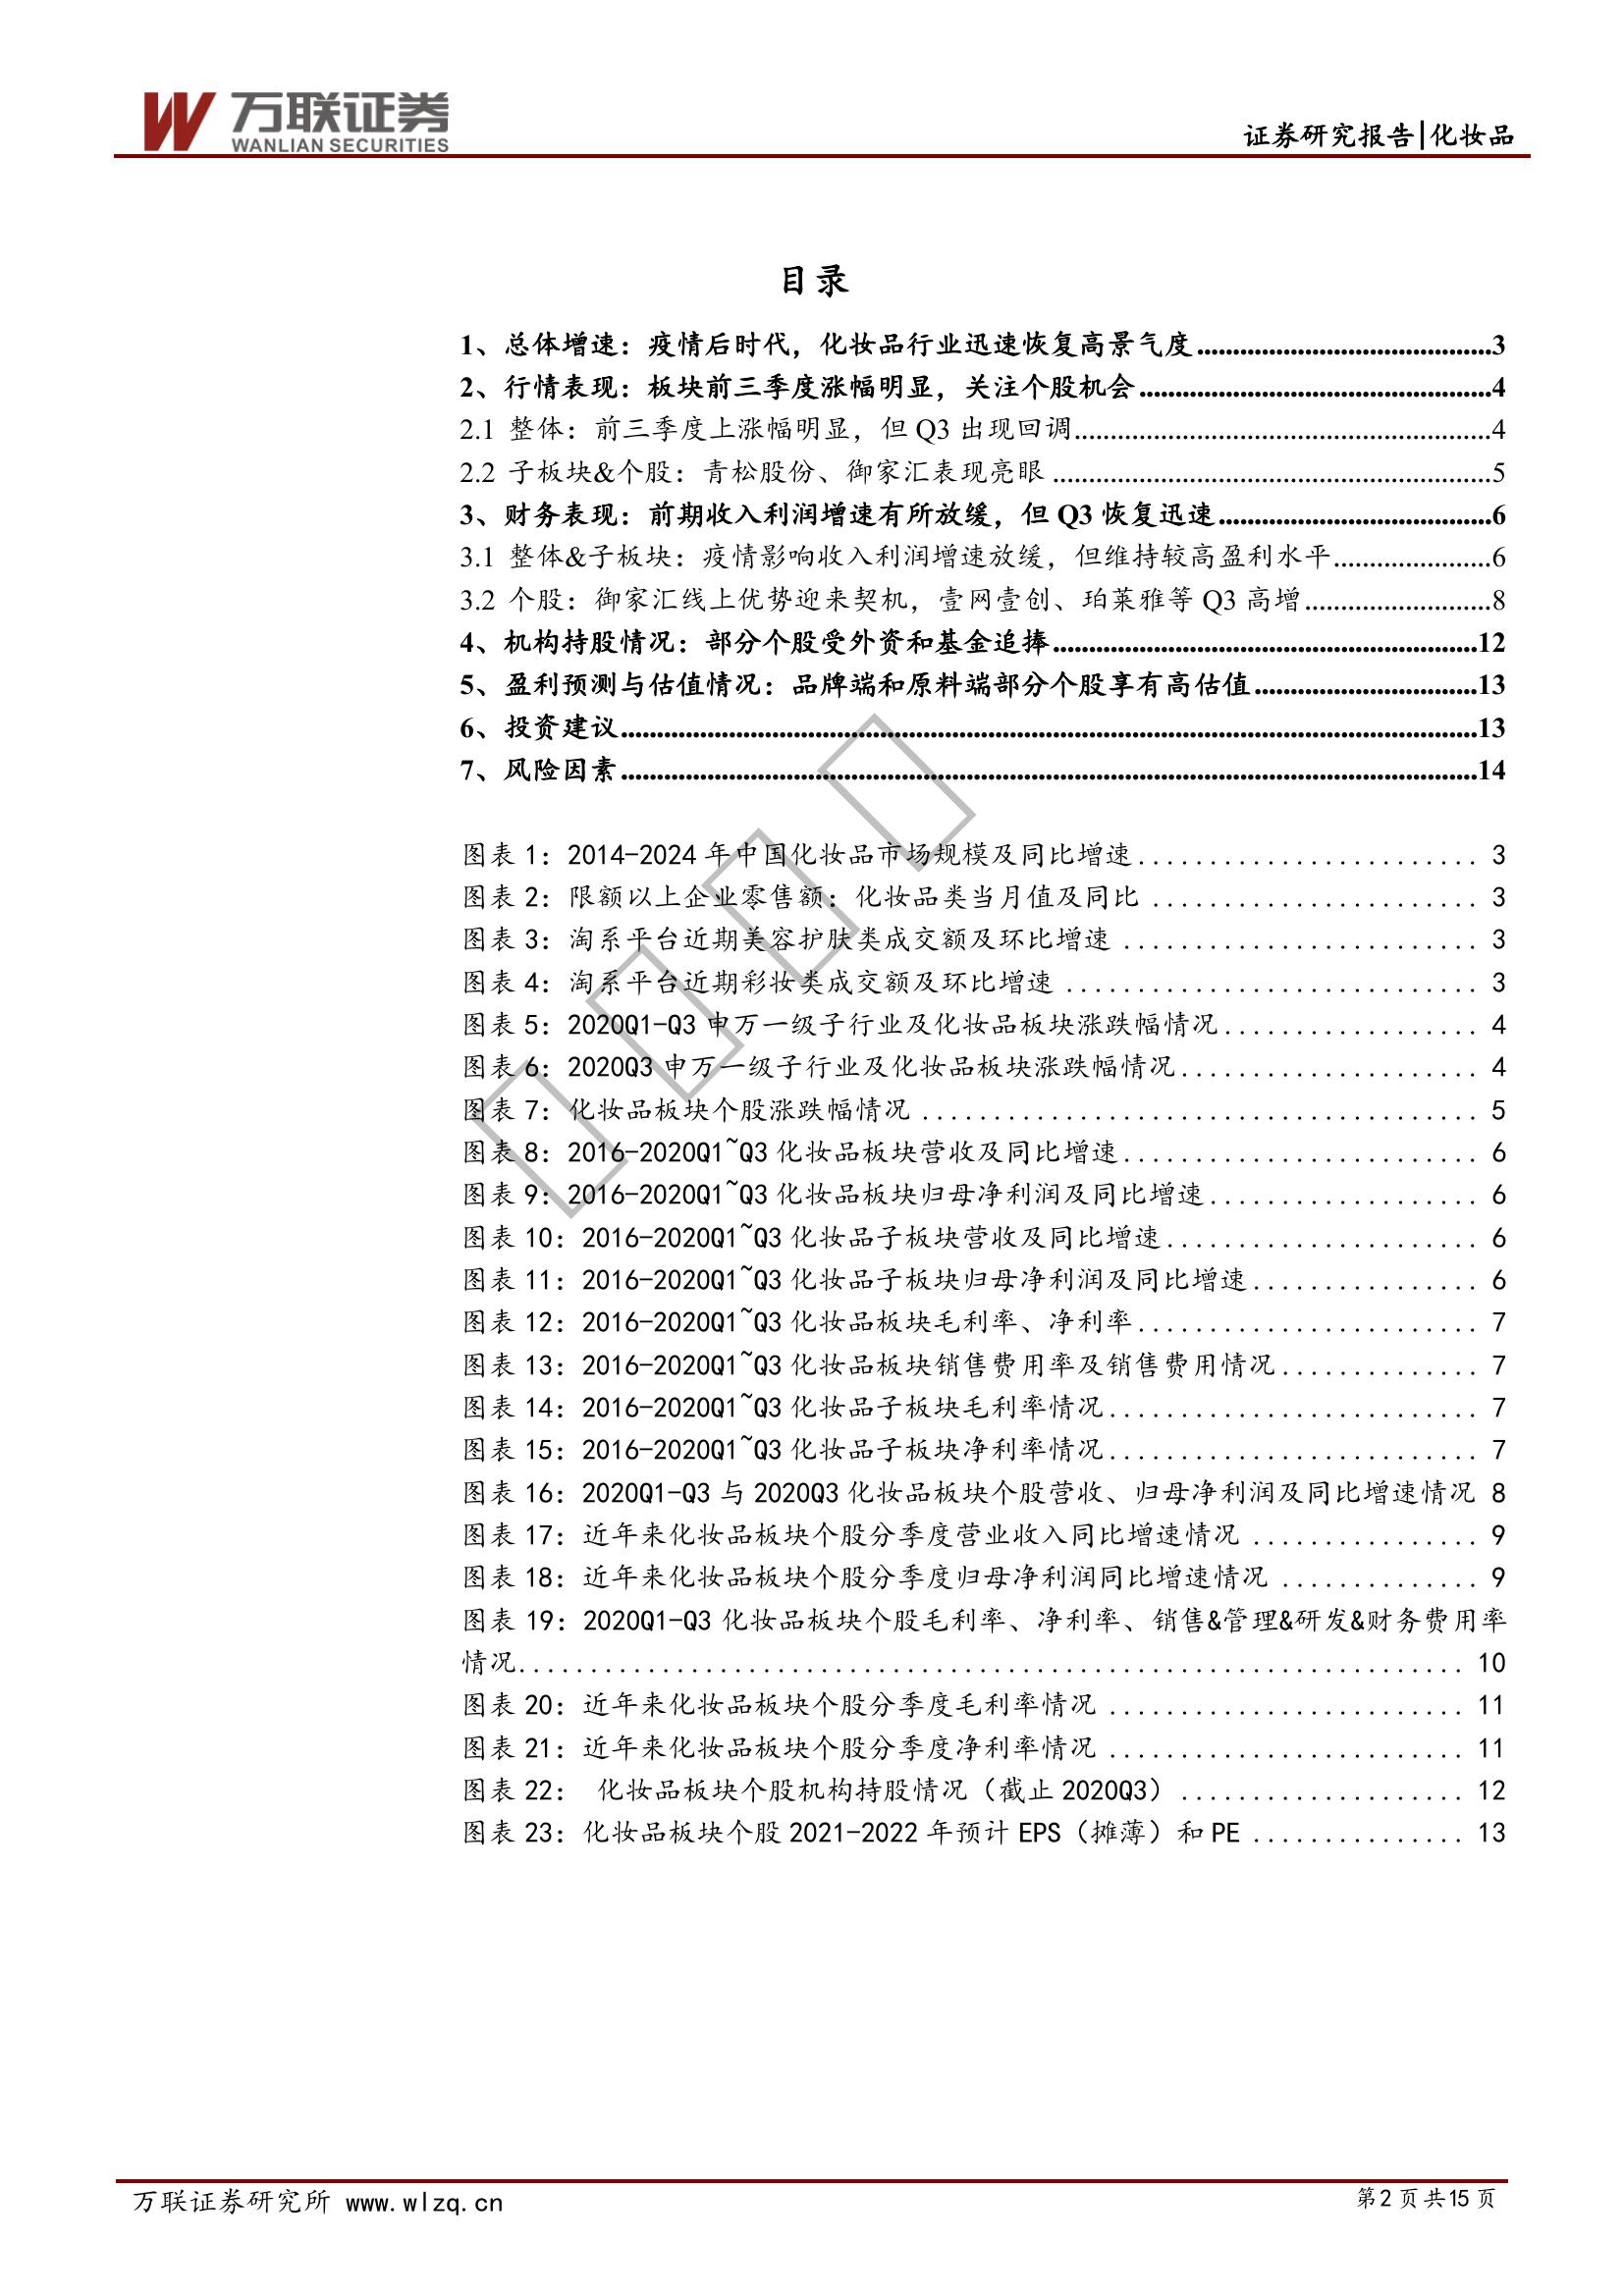 万联证券
WANLIAN SECURITIES
证券研究报告|化妆品
目录
1、总体增速：疫情后时代，化妆品行业迅速恢复高景气度........................................3
2、行情表现：板块前三季度涨幅明显，关注个股机会................................................4
2.1 整体：前三季度上涨幅明显，但 Q3 出现回调.........................................................4
2.2 子板块&个股：青松股份、御家汇表现亮眼............................................................5
3、财务表现：前期收入利润增速有所放缓，但 Q3 恢复迅速.....................................6
3.1 整体&子板块：疫情影响收入利润增速放缓，但维持较高盈利水平......................6
3.2 个股：御家汇线上优势迎来契机，壹网壹创、珀莱雅等 Q3 高增..........................8
4、机构持股情况：部分个股受外资和基金追捧..........................................................12
5、盈利预测与估值情况：品牌端和原料端部分个股享有高估值...............................13
6、投资建议......................................................................................................................13
7、风险因素......................................................................................................................14
图表 1：2014-2024 年中国化妆品市场规模及同比增速........................ 3
图表 2：限额以上企业零售额：化妆品类当月值及同比 ....................... 3
图表 3：淘系平台近期美容护肤类成交额及环比增速 ......................... 3
图表 4：淘系平台近期彩妆类成交额及环比增速 ............................. 3
图表 5：2020Q1-Q3 申万一级子行业及化妆品板块涨跌幅情况.................. 4
图表 6：2020Q3 申万一级子行业及化妆品板块涨跌幅情况..................... 4
图表 7：化妆品板块个股涨跌幅情况 ....................................... 5
图表 8：2016-2020Q1~Q3 化妆品板块营收及同比增速......................... 6
图表 9：2016-2020Q1~Q3 化妆品板块归母净利润及同比增速................... 6
图表 10：2016-2020Q1~Q3 化妆品子板块营收及同比增速...................... 6
图表 11：2016-2020Q1~Q3 化妆品子板块归母净利润及同比增速................ 6
图表 12：2016-2020Q1~Q3 化妆品板块毛利率、净利率........................ 7
图表 13：2016-2020Q1~Q3 化妆品板块销售费用率及销售费用情况.............. 7
图表 14：2016-2020Q1~Q3 化妆品子板块毛利率情况.......................... 7
图表 15：2016-2020Q1~Q3 化妆品子板块净利率情况.......................... 7
图表 16：2020Q1-Q3 与 2020Q3 化妆品板块个股营收、归母净利润及同比增速情况 8
图表 17：近年来化妆品板块个股分季度营业收入同比增速情况 ................ 9
图表 18：近年来化妆品板块个股分季度归母净利润同比增速情况 .............. 9
图表 19：2020Q1-Q3 化妆品板块个股毛利率、净利率、销售&管理&研发&财务费用率
情况.................................................................. 10
图表 20：近年来化妆品板块个股分季度毛利率情况 ......................... 11
图表 21：近年来化妆品板块个股分季度净利率情况 ......................... 11
图表 22： 化妆品板块个股机构持股情况（截止 2020Q3）.................... 12
图表 23：化妆品板块个股 2021-2022 年预计 EPS（摊薄）和 PE ............... 13
万联证券研究所 www.wlzq.cn
第 2 页 共 15 页